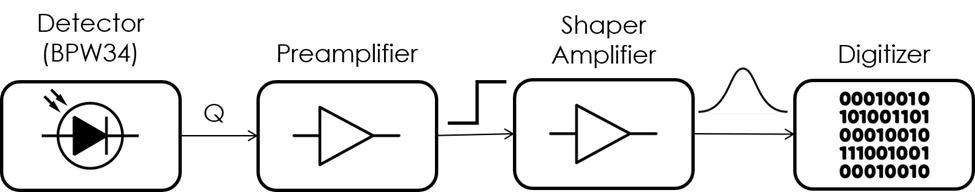 Detector
(BPW34)
Preamplifier
Shaper
Amplifier
Digitizer
Q
00010010
101001101
00010010
111001001
00010010